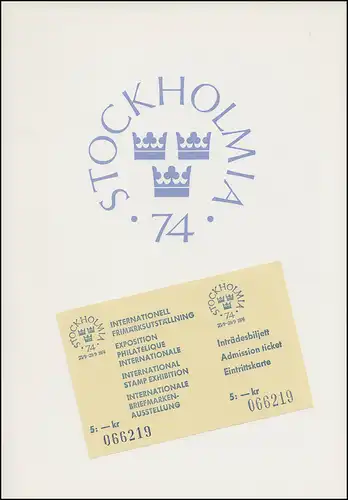 STOCKHOLMIA
· 74 ·
STOCKHOLMIA
74
INTERNATIONELL
FRIMÄRKSUTSTÄLLNING
EXPOSITION
PHILATELIQUE
INTERNATIONALE
INTERNATIONAL
STAMP EXHIBITION
INTERNATIONALE
BRIEFMARKEN-
AUSSTELLUNG
5: — kr
066219
STOCKHOLMIA
74
Inträdesbiljett
Admission ticket
Eintrittskarte
5: — kr
066219